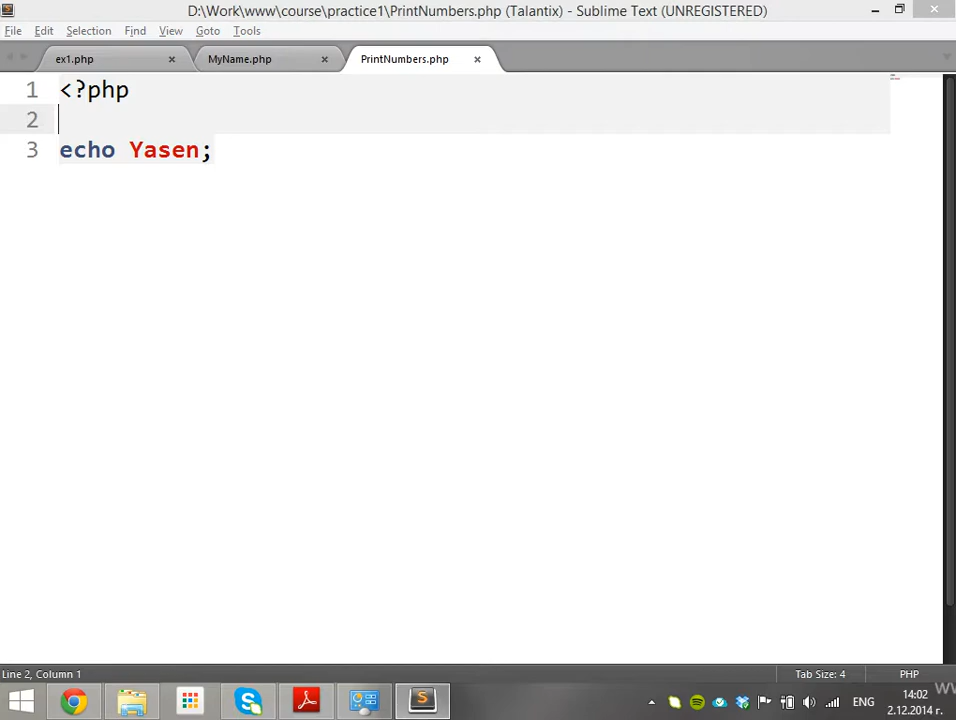 D:\Work\www\course\practice1\PrintNumbers.php (Talantix) - Sublime Text (UNREGISTERED)
File Edit Selection Find View Goto Tools
ex1.php MyName.php PrintNumbers.php
1 <?php
2
3 echo Yasen;
Line 2, Column 1 Tab Size: 4 PHP
ENG 14:02
2.12.2014 г.